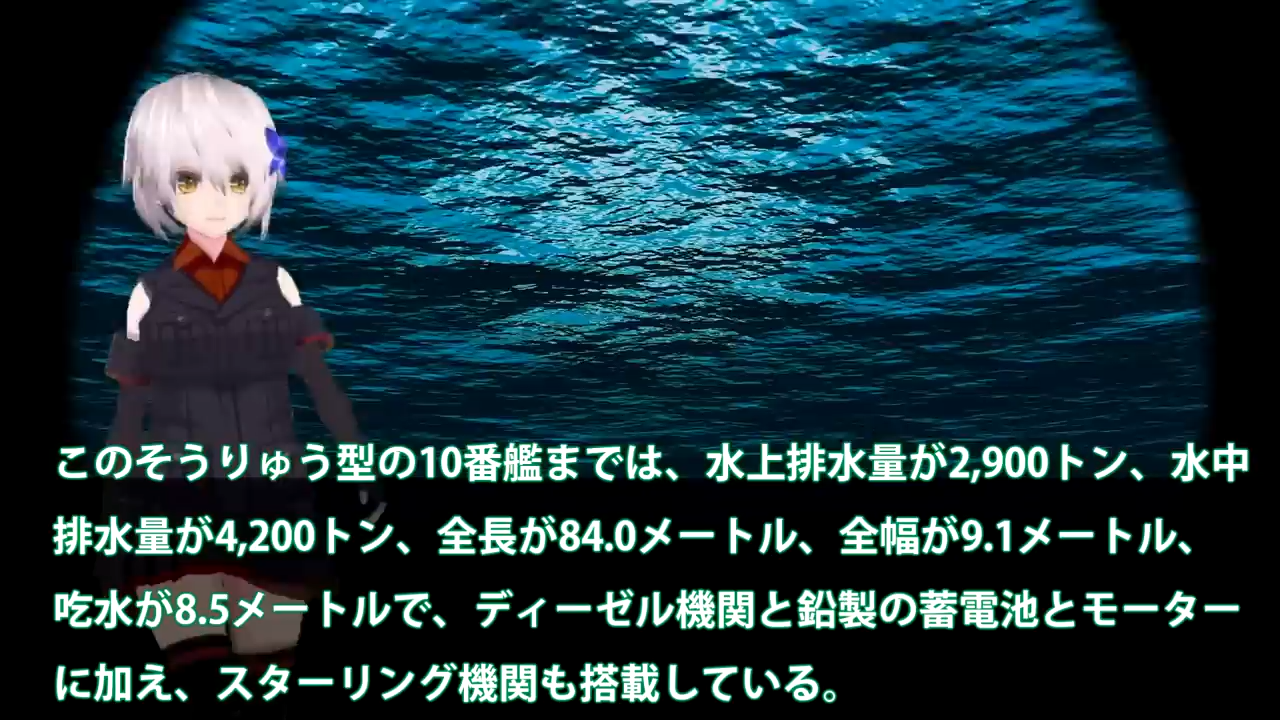 このそうりゅう型の10番艦までは、水上排水量が2,900トン、水中
排水量が4,200トン、全長が84.0メートル、全幅が9.1メートル、
吃水が8.5メートルで、ディーゼル機関と鉛製の蓄電池とモーター
に加え、スターリング機関も搭載している。